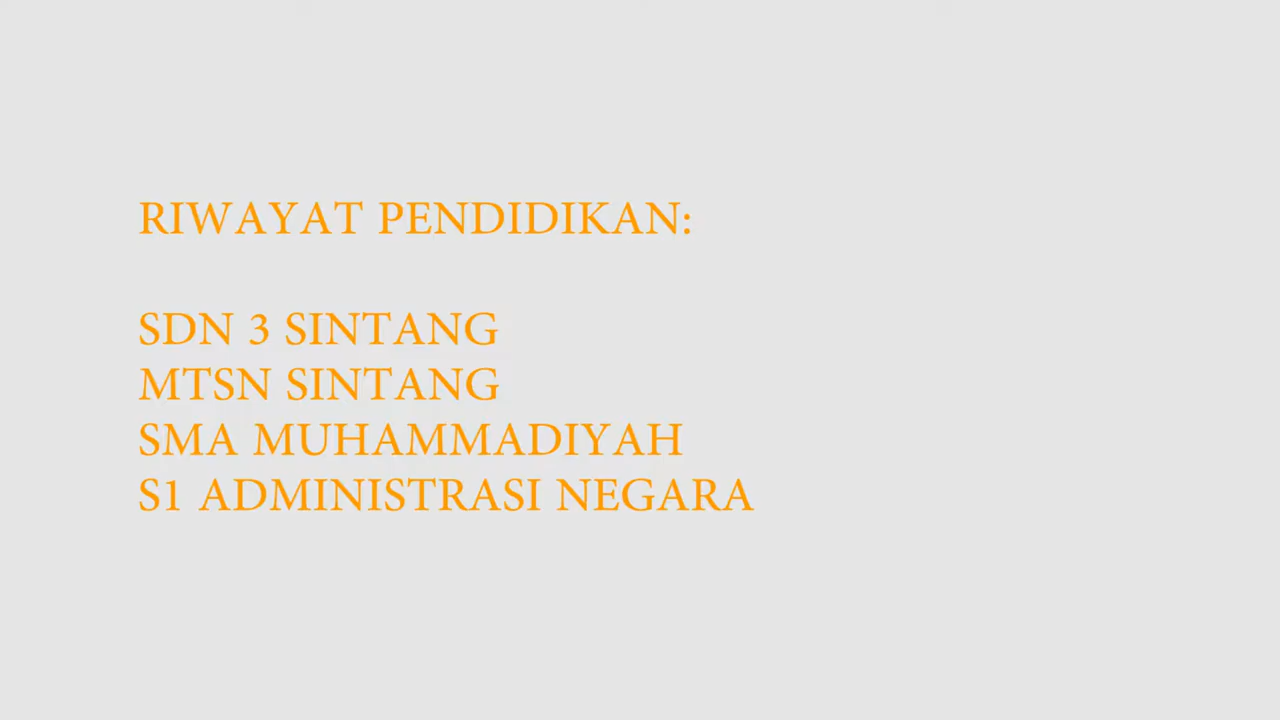 RIWAYAT PENDIDIKAN:
SDN 3 SINTANG
MTSN SINTANG
SMA MUHAMMADIYAH
S1 ADMINISTRASI NEGARA